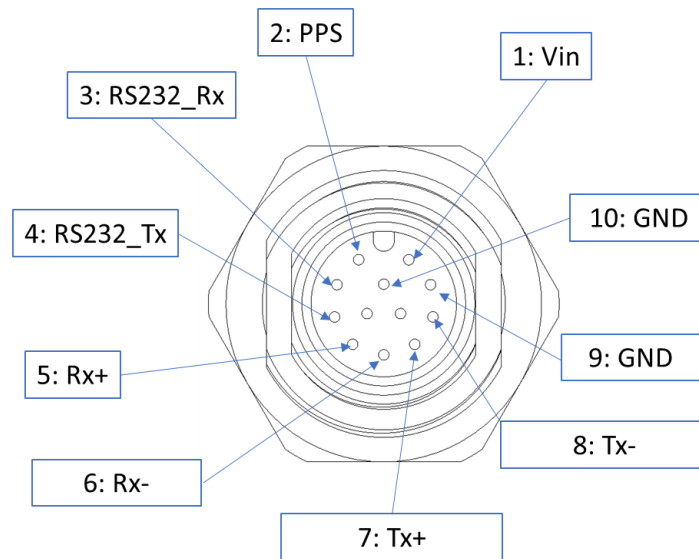 2: PPS
1: Vin
3: RS232_Rx
10: GND
4: RS232_Tx
9: GND
5: Rx+
8: Tx-
6: Rx-
7: Tx+